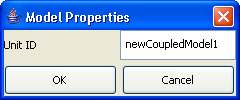 Model Properties
Unit ID newCoupledModel1
OK Cancel